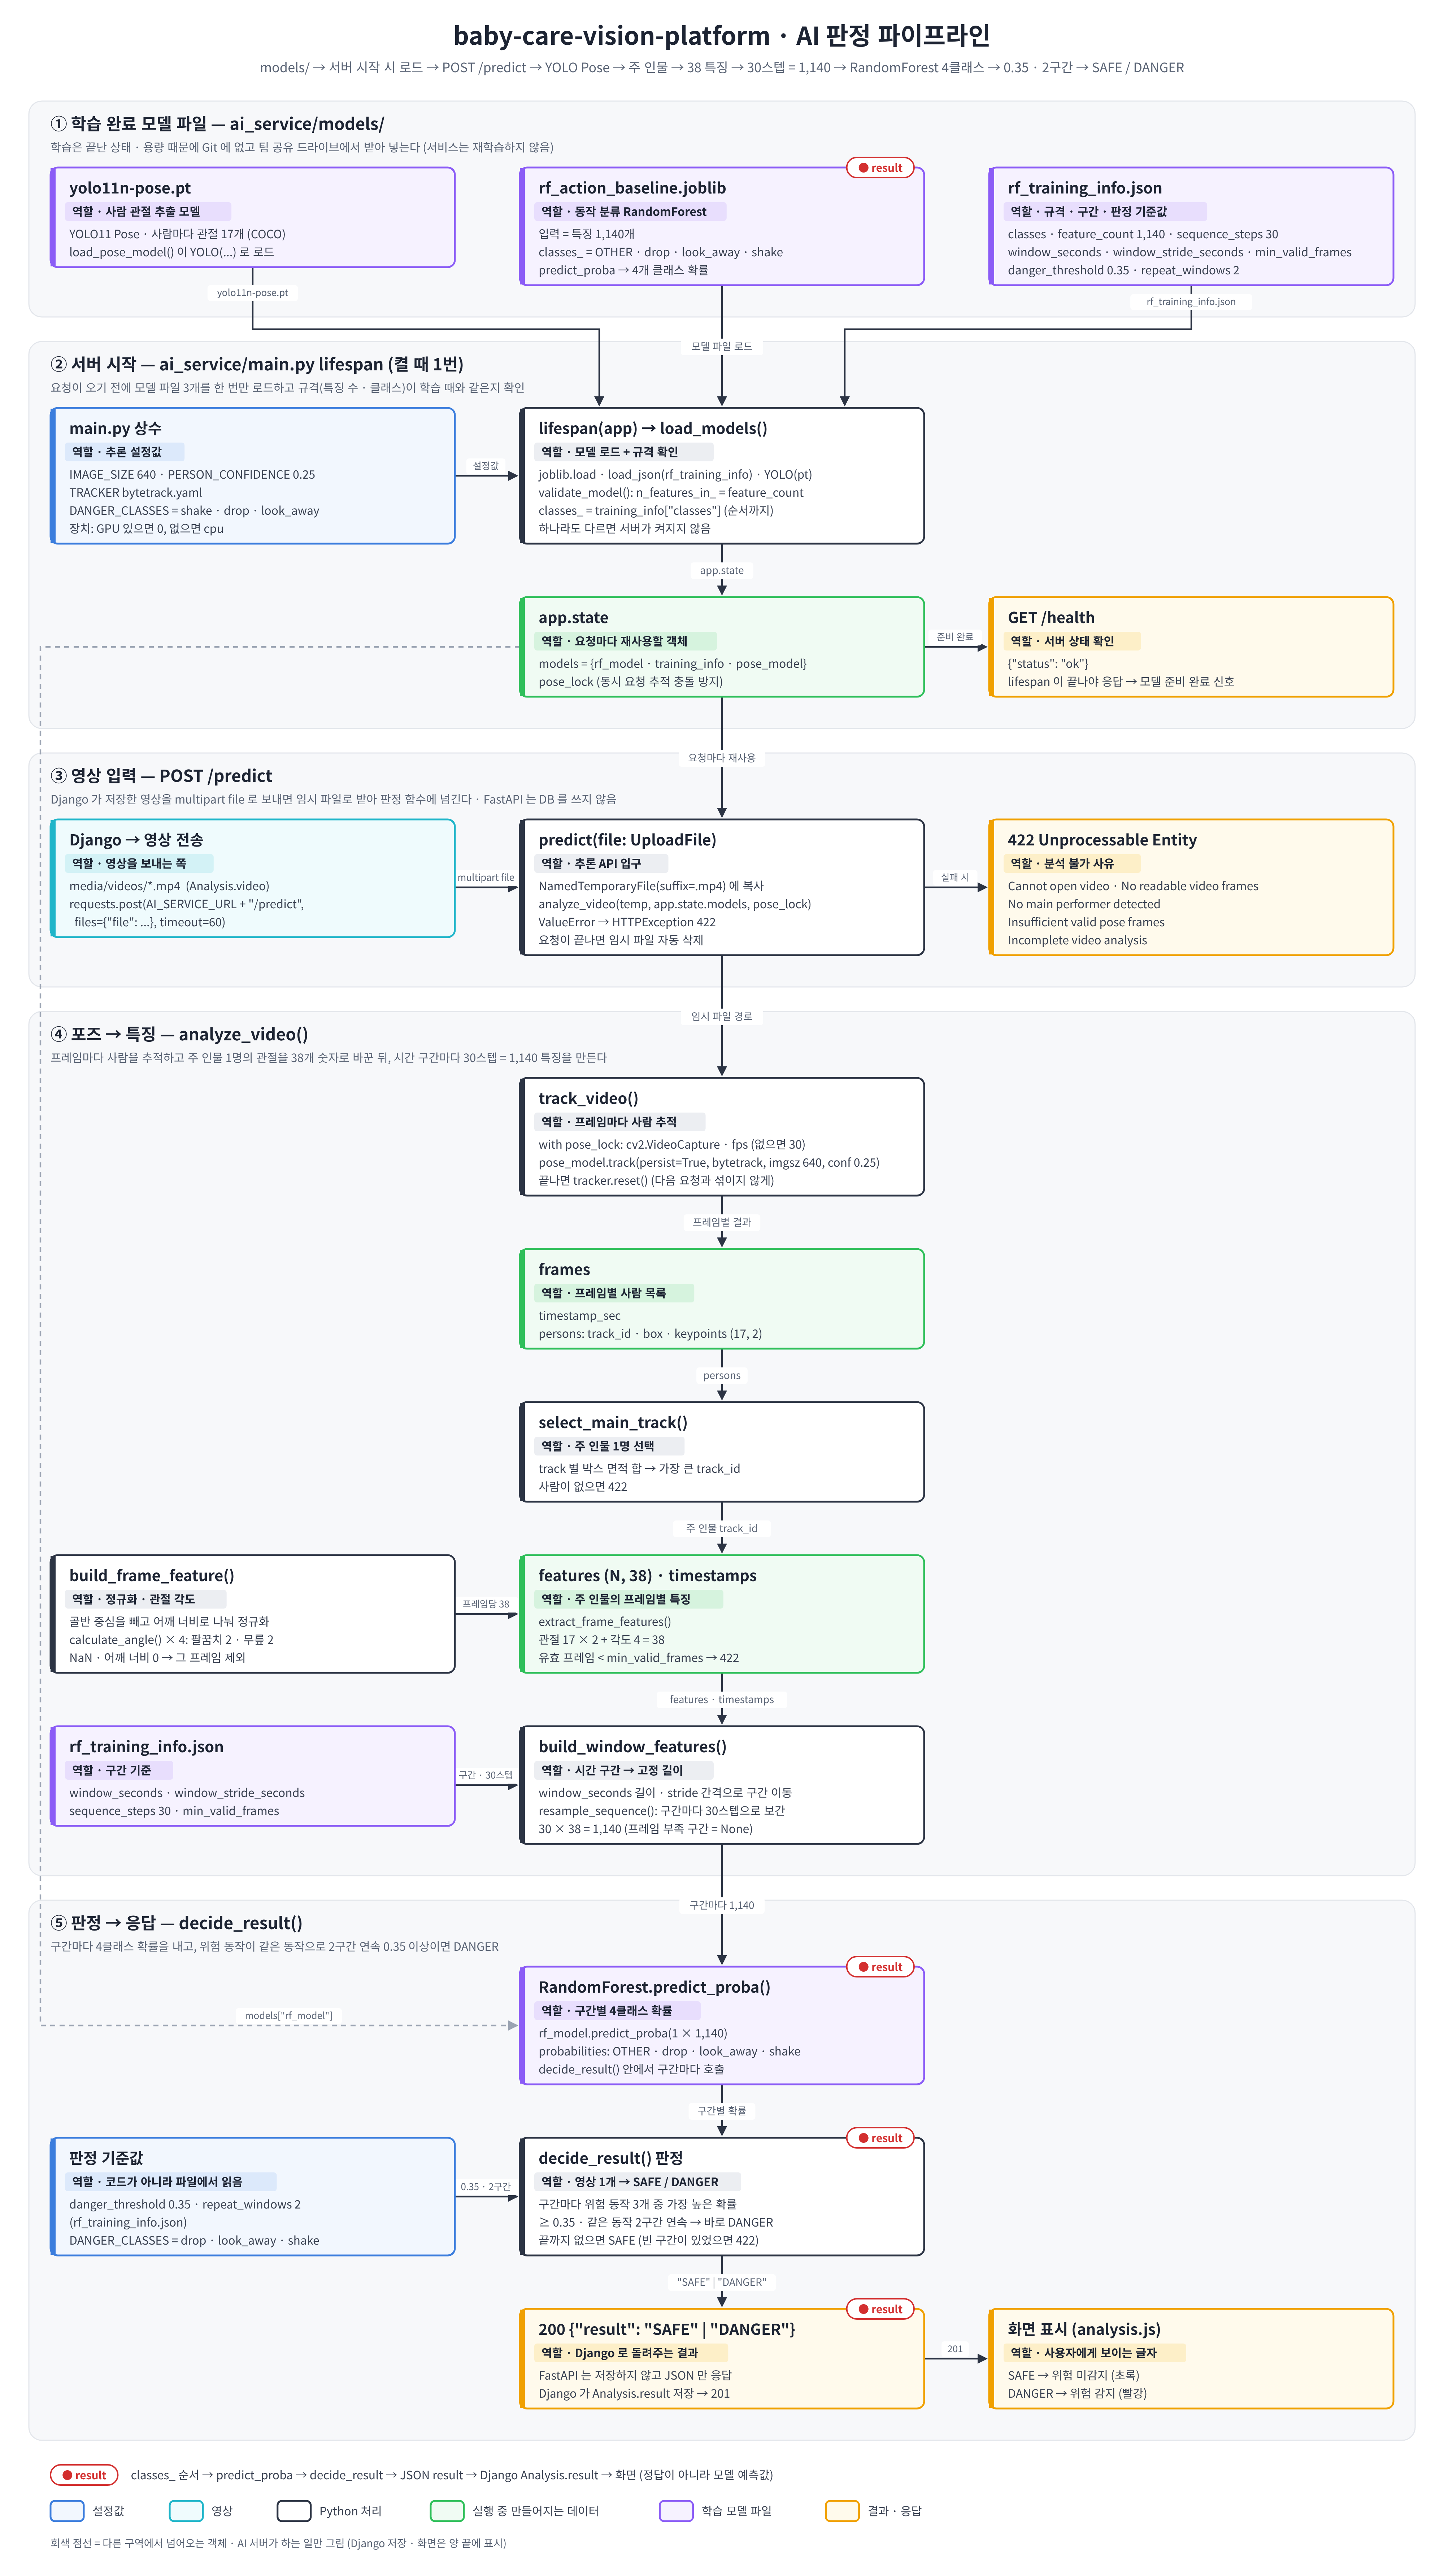 baby-care-vision-platform · AI 판정 파이프라인
models/ → 서버 시작 시 로드 → POST /predict → YOLO Pose → 주 인물 → 38 특징 → 30스텝 = 1,140 → RandomForest 4클래스 → 0.35 · 2구간 → SAFE / DANGER
① 학습 완료 모델 파일 — ai_service/models/
학습은 끝난 상태 · 용량 때문에 Git 에 없고 팀 공유 드라이브에서 받아 넣는다 (서비스는 재학습하지 않음)
yolo11n-pose.pt
역할 · 사람 관절 추출 모델
YOLO11 Pose · 사람마다 관절 17개 (COCO)
load_pose_model() 이 YOLO(...) 로 로드
result
rf_action_baseline.joblib
역할 · 동작 분류 RandomForest
입력 = 특징 1,140개
classes_ = OTHER · drop · look_away · shake
predict_proba → 4개 클래스 확률
rf_training_info.json
역할 · 규격 · 구간 · 판정 기준값
classes · feature_count 1,140 · sequence_steps 30
window_seconds · window_stride_seconds · min_valid_frames
danger_threshold 0.35 · repeat_windows 2
yolo11n-pose.pt
rf_training_info.json
모델 파일 로드
② 서버 시작 — ai_service/main.py lifespan (켤 때 1번)
요청이 오기 전에 모델 파일 3개를 한 번만 로드하고 규격(특징 수 · 클래스)이 학습 때와 같은지 확인
main.py 상수
역할 · 추론 설정값
IMAGE_SIZE 640 · PERSON_CONFIDENCE 0.25
TRACKER bytetrack.yaml
DANGER_CLASSES = shake · drop · look_away
장치: GPU 있으면 0, 없으면 cpu
설정값
lifespan(app) → load_models()
역할 · 모델 로드 + 규격 확인
joblib.load · load_json(rf_training_info) · YOLO(pt)
validate_model(): n_features_in_ = feature_count
classes_ = training_info["classes"] (순서까지)
하나라도 다르면 서버가 켜지지 않음
app.state
app.state
역할 · 요청마다 재사용할 객체
models = {rf_model · training_info · pose_model}
pose_lock (동시 요청 추적 충돌 방지)
준비 완료
GET /health
역할 · 서버 상태 확인
{"status": "ok"}
lifespan 이 끝나야 응답 → 모델 준비 완료 신호
요청마다 재사용
③ 영상 입력 — POST /predict
Django 가 저장한 영상을 multipart file 로 보내면 임시 파일로 받아 판정 함수에 넘긴다 · FastAPI 는 DB 를 쓰지 않음
Django → 영상 전송
역할 · 영상을 보내는 쪽
media/videos/*.mp4 (Analysis.video)
requests.post(AI_SERVICE_URL + "/predict",
files={"file": ...}, timeout=60)
multipart file
predict(file: UploadFile)
역할 · 추론 API 입구
NamedTemporaryFile(suffix=.mp4) 에 복사
analyze_video(temp, app.state.models, pose_lock)
ValueError → HTTPException 422
요청이 끝나면 임시 파일 자동 삭제
실패 시
422 Unprocessable Entity
역할 · 분석 불가 사유
Cannot open video · No readable video frames
No main performer detected
Insufficient valid pose frames
Incomplete video analysis
임시 파일 경로
④ 포즈 → 특징 — analyze_video()
프레임마다 사람을 추적하고 주 인물 1명의 관절을 38개 숫자로 바꾼 뒤, 시간 구간마다 30스텝 = 1,140 특징을 만든다
track_video()
역할 · 프레임마다 사람 추적
with pose_lock: cv2.VideoCapture · fps (없으면 30)
pose_model.track(persist=True, bytetrack, imgsz 640, conf 0.25)
끝나면 tracker.reset() (다음 요청과 섞이지 않게)
프레임별 결과
frames
역할 · 프레임별 사람 목록
timestamp_sec
persons: track_id · box · keypoints (17, 2)
persons
select_main_track()
역할 · 주 인물 1명 선택
track 별 박스 면적 합 → 가장 큰 track_id
사람이 없으면 422
주 인물 track_id
build_frame_feature()
역할 · 정규화 · 관절 각도
골반 중심을 빼고 어깨 너비로 나눠 정규화
calculate_angle() × 4: 팔꿈치 2 · 무릎 2
NaN · 어깨 너비 0 → 그 프레임 제외
프레임당 38
features (N, 38) · timestamps
역할 · 주 인물의 프레임별 특징
extract_frame_features()
관절 17 × 2 + 각도 4 = 38
유효 프레임 < min_valid_frames → 422
features · timestamps
rf_training_info.json
역할 · 구간 기준
window_seconds · window_stride_seconds
sequence_steps 30 · min_valid_frames
구간 · 30스텝
build_window_features()
역할 · 시간 구간 → 고정 길이
window_seconds 길이 · stride 간격으로 구간 이동
resample_sequence(): 구간마다 30스텝으로 보간
30 × 38 = 1,140 (프레임 부족 구간 = None)
구간마다 1,140
⑤ 판정 → 응답 — decide_result()
구간마다 4클래스 확률을 내고, 위험 동작이 같은 동작으로 2구간 연속 0.35 이상이면 DANGER
models["rf_model"]
result
RandomForest.predict_proba()
역할 · 구간별 4클래스 확률
rf_model.predict_proba(1 × 1,140)
probabilities: OTHER · drop · look_away · shake
decide_result() 안에서 구간마다 호출
구간별 확률
판정 기준값
역할 · 코드가 아니라 파일에서 읽음
danger_threshold 0.35 · repeat_windows 2
(rf_training_info.json)
DANGER_CLASSES = drop · look_away · shake
0.35 · 2구간
result
decide_result() 판정
역할 · 영상 1개 → SAFE / DANGER
구간마다 위험 동작 3개 중 가장 높은 확률
≥ 0.35 · 같은 동작 2구간 연속 → 바로 DANGER
끝까지 없으면 SAFE (빈 구간이 있었으면 422)
"SAFE" | "DANGER"
result
200 {"result": "SAFE" | "DANGER"}
역할 · Django 로 돌려주는 결과
FastAPI 는 저장하지 않고 JSON 만 응답
Django 가 Analysis.result 저장 → 201
201
화면 표시 (analysis.js)
역할 · 사용자에게 보이는 글자
SAFE → 위험 미감지 (초록)
DANGER → 위험 감지 (빨강)
result classes_ 순서 → predict_proba → decide_result → JSON result → Django Analysis.result → 화면 (정답이 아니라 모델 예측값)
설정값 영상 Python 처리 실행 중 만들어지는 데이터 학습 모델 파일 결과 · 응답
회색 점선 = 다른 구역에서 넘어오는 객체 · AI 서버가 하는 일만 그림 (Django 저장 · 화면은 양 끝에 표시)